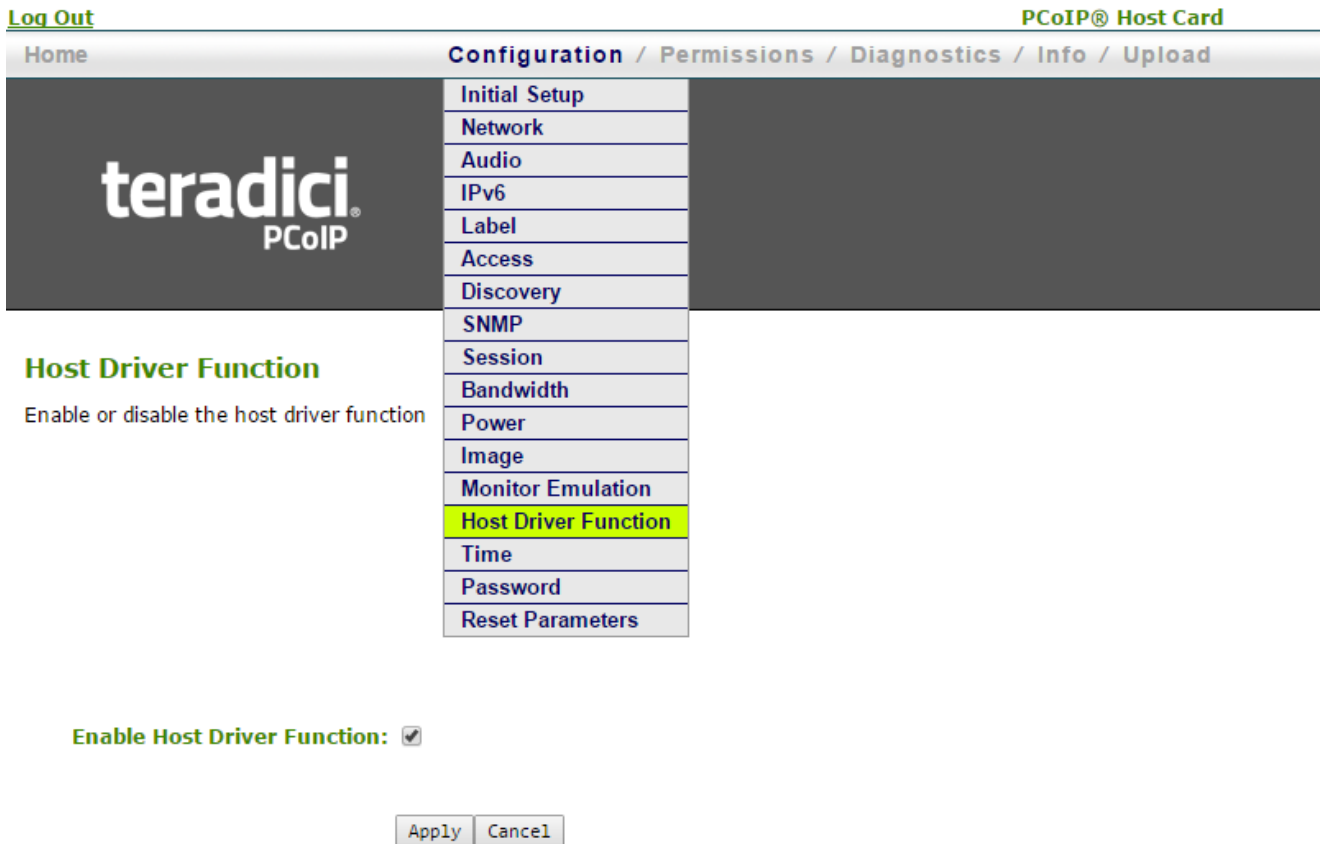 Log Out PCoIP® Host Card
Home Configuration / Permissions / Diagnostics / Info / Upload
teradici®
PCoIP
Initial Setup
Network
Audio
IPv6
Label
Access
Discovery
SNMP
Session
Bandwidth
Power
Image
Monitor Emulation
Host Driver Function
Time
Password
Reset Parameters
Host Driver Function
Enable or disable the host driver function
Enable Host Driver Function:
Apply Cancel